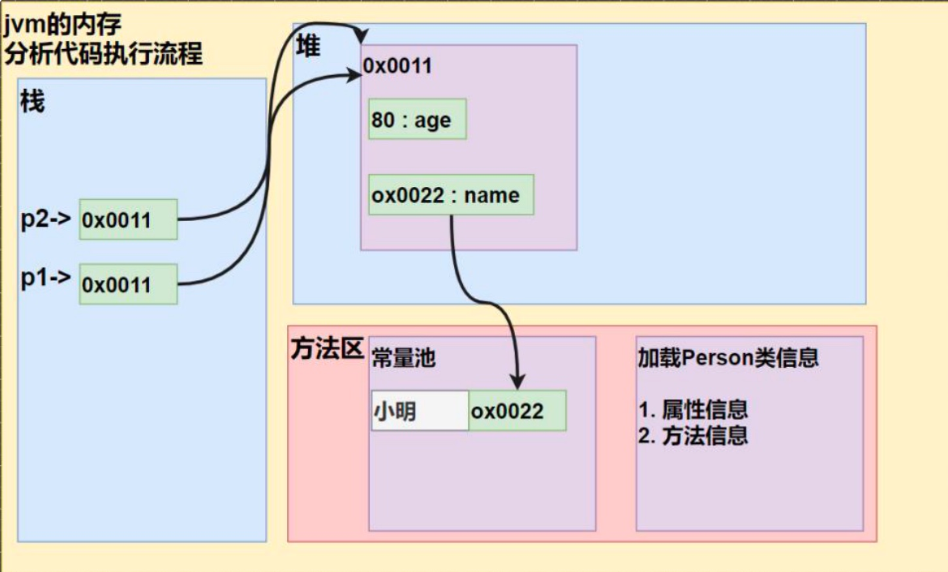 jvm的内存
分析代码执行流程
栈
p2-> 0x0011
p1-> 0x0011
堆
0x0011
80 : age
ox0022 : name
方法区
常量池
小明 ox0022
加载Person类信息
1. 属性信息
2. 方法信息